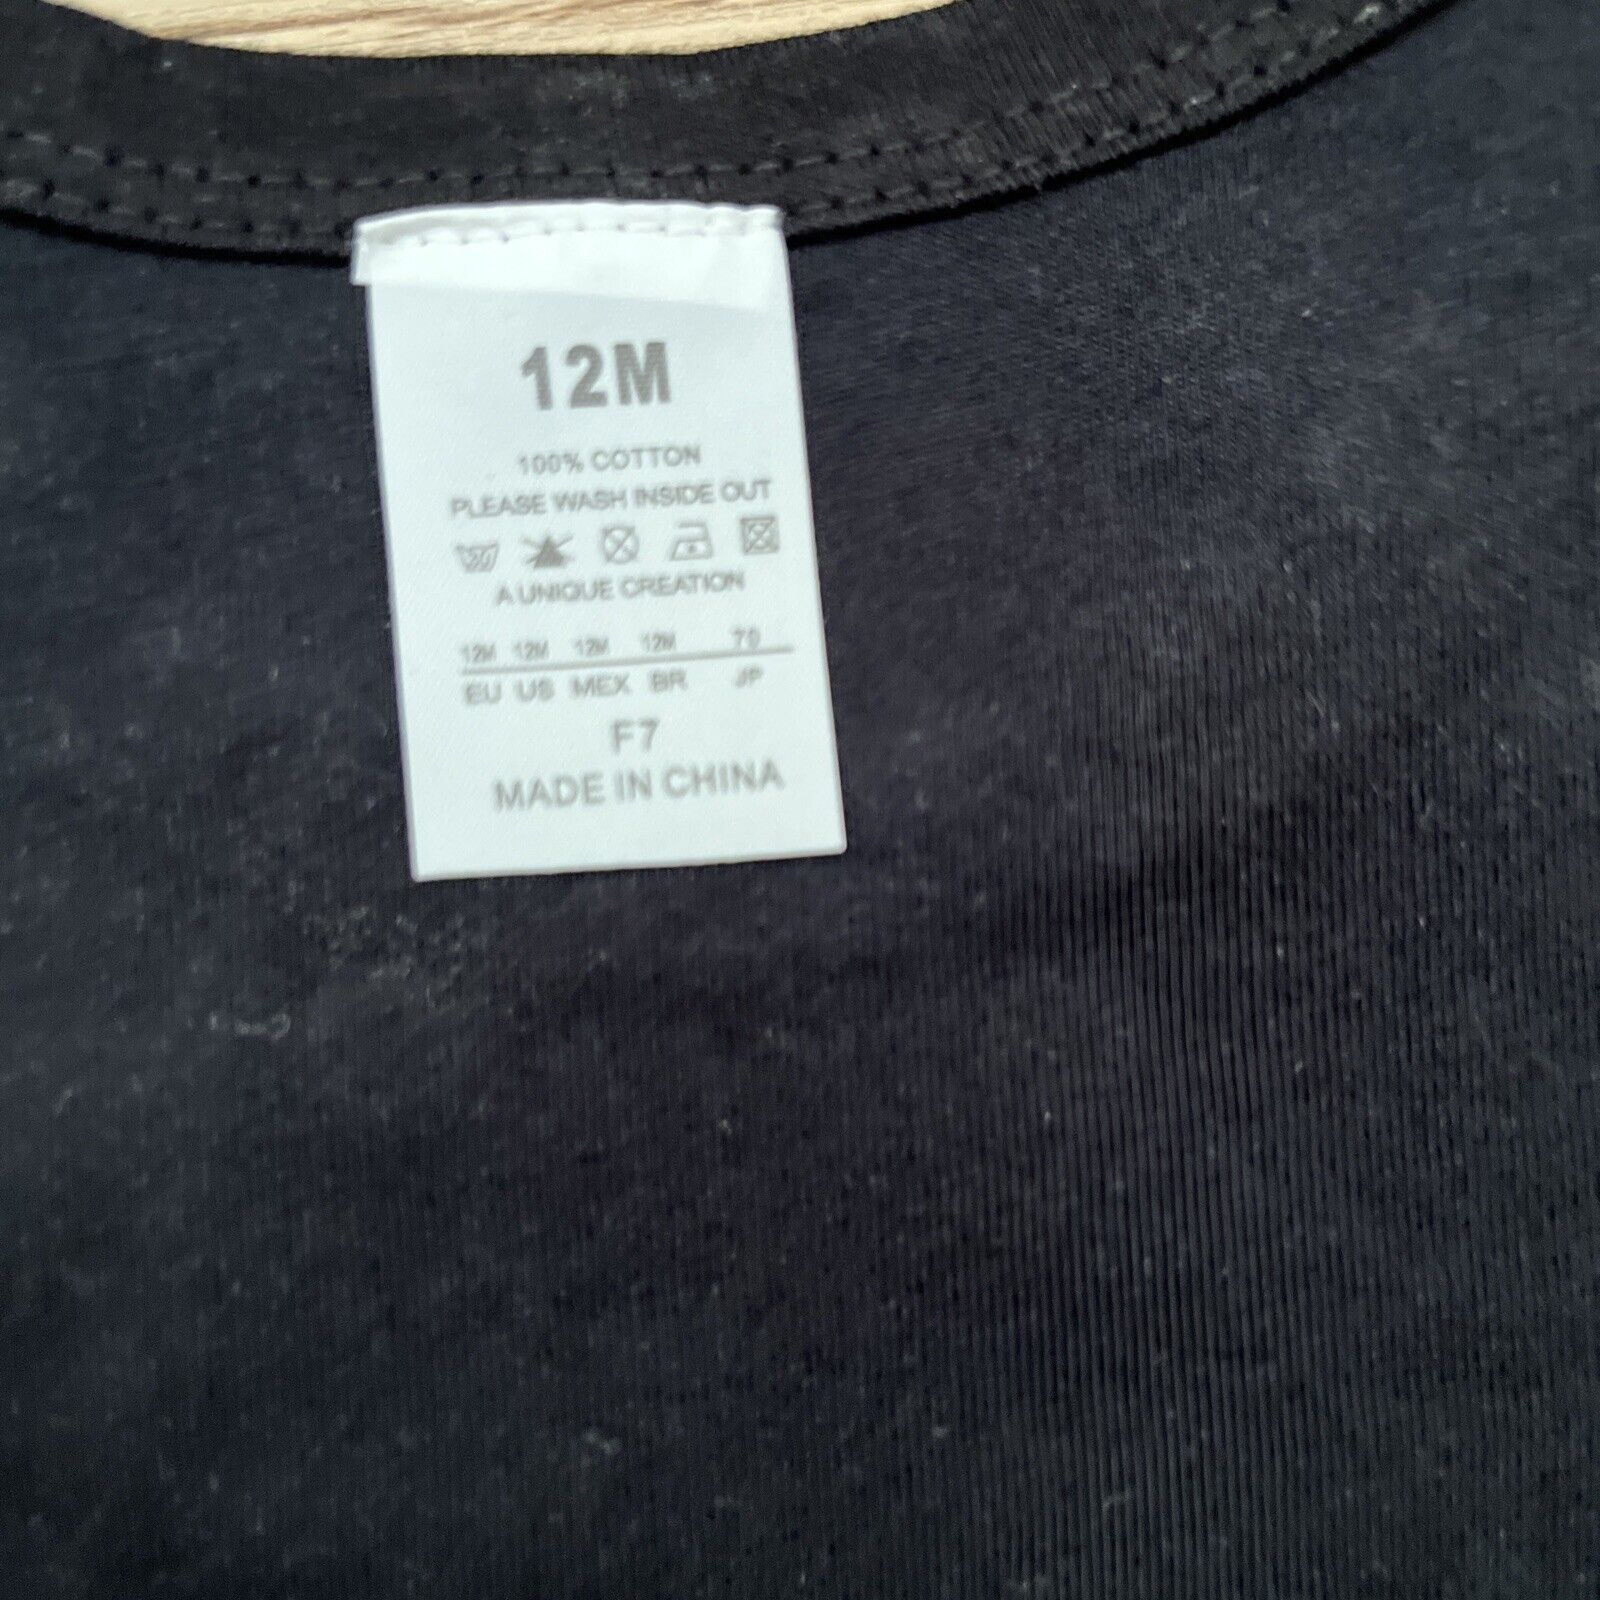 12M
100% COTTON
PLEASE WASH INSIDE OUT
30
A UNIQUE CREATION
12M 12M 12M 12M 70
EU US MEX BR JP
F7
MADE IN CHINA